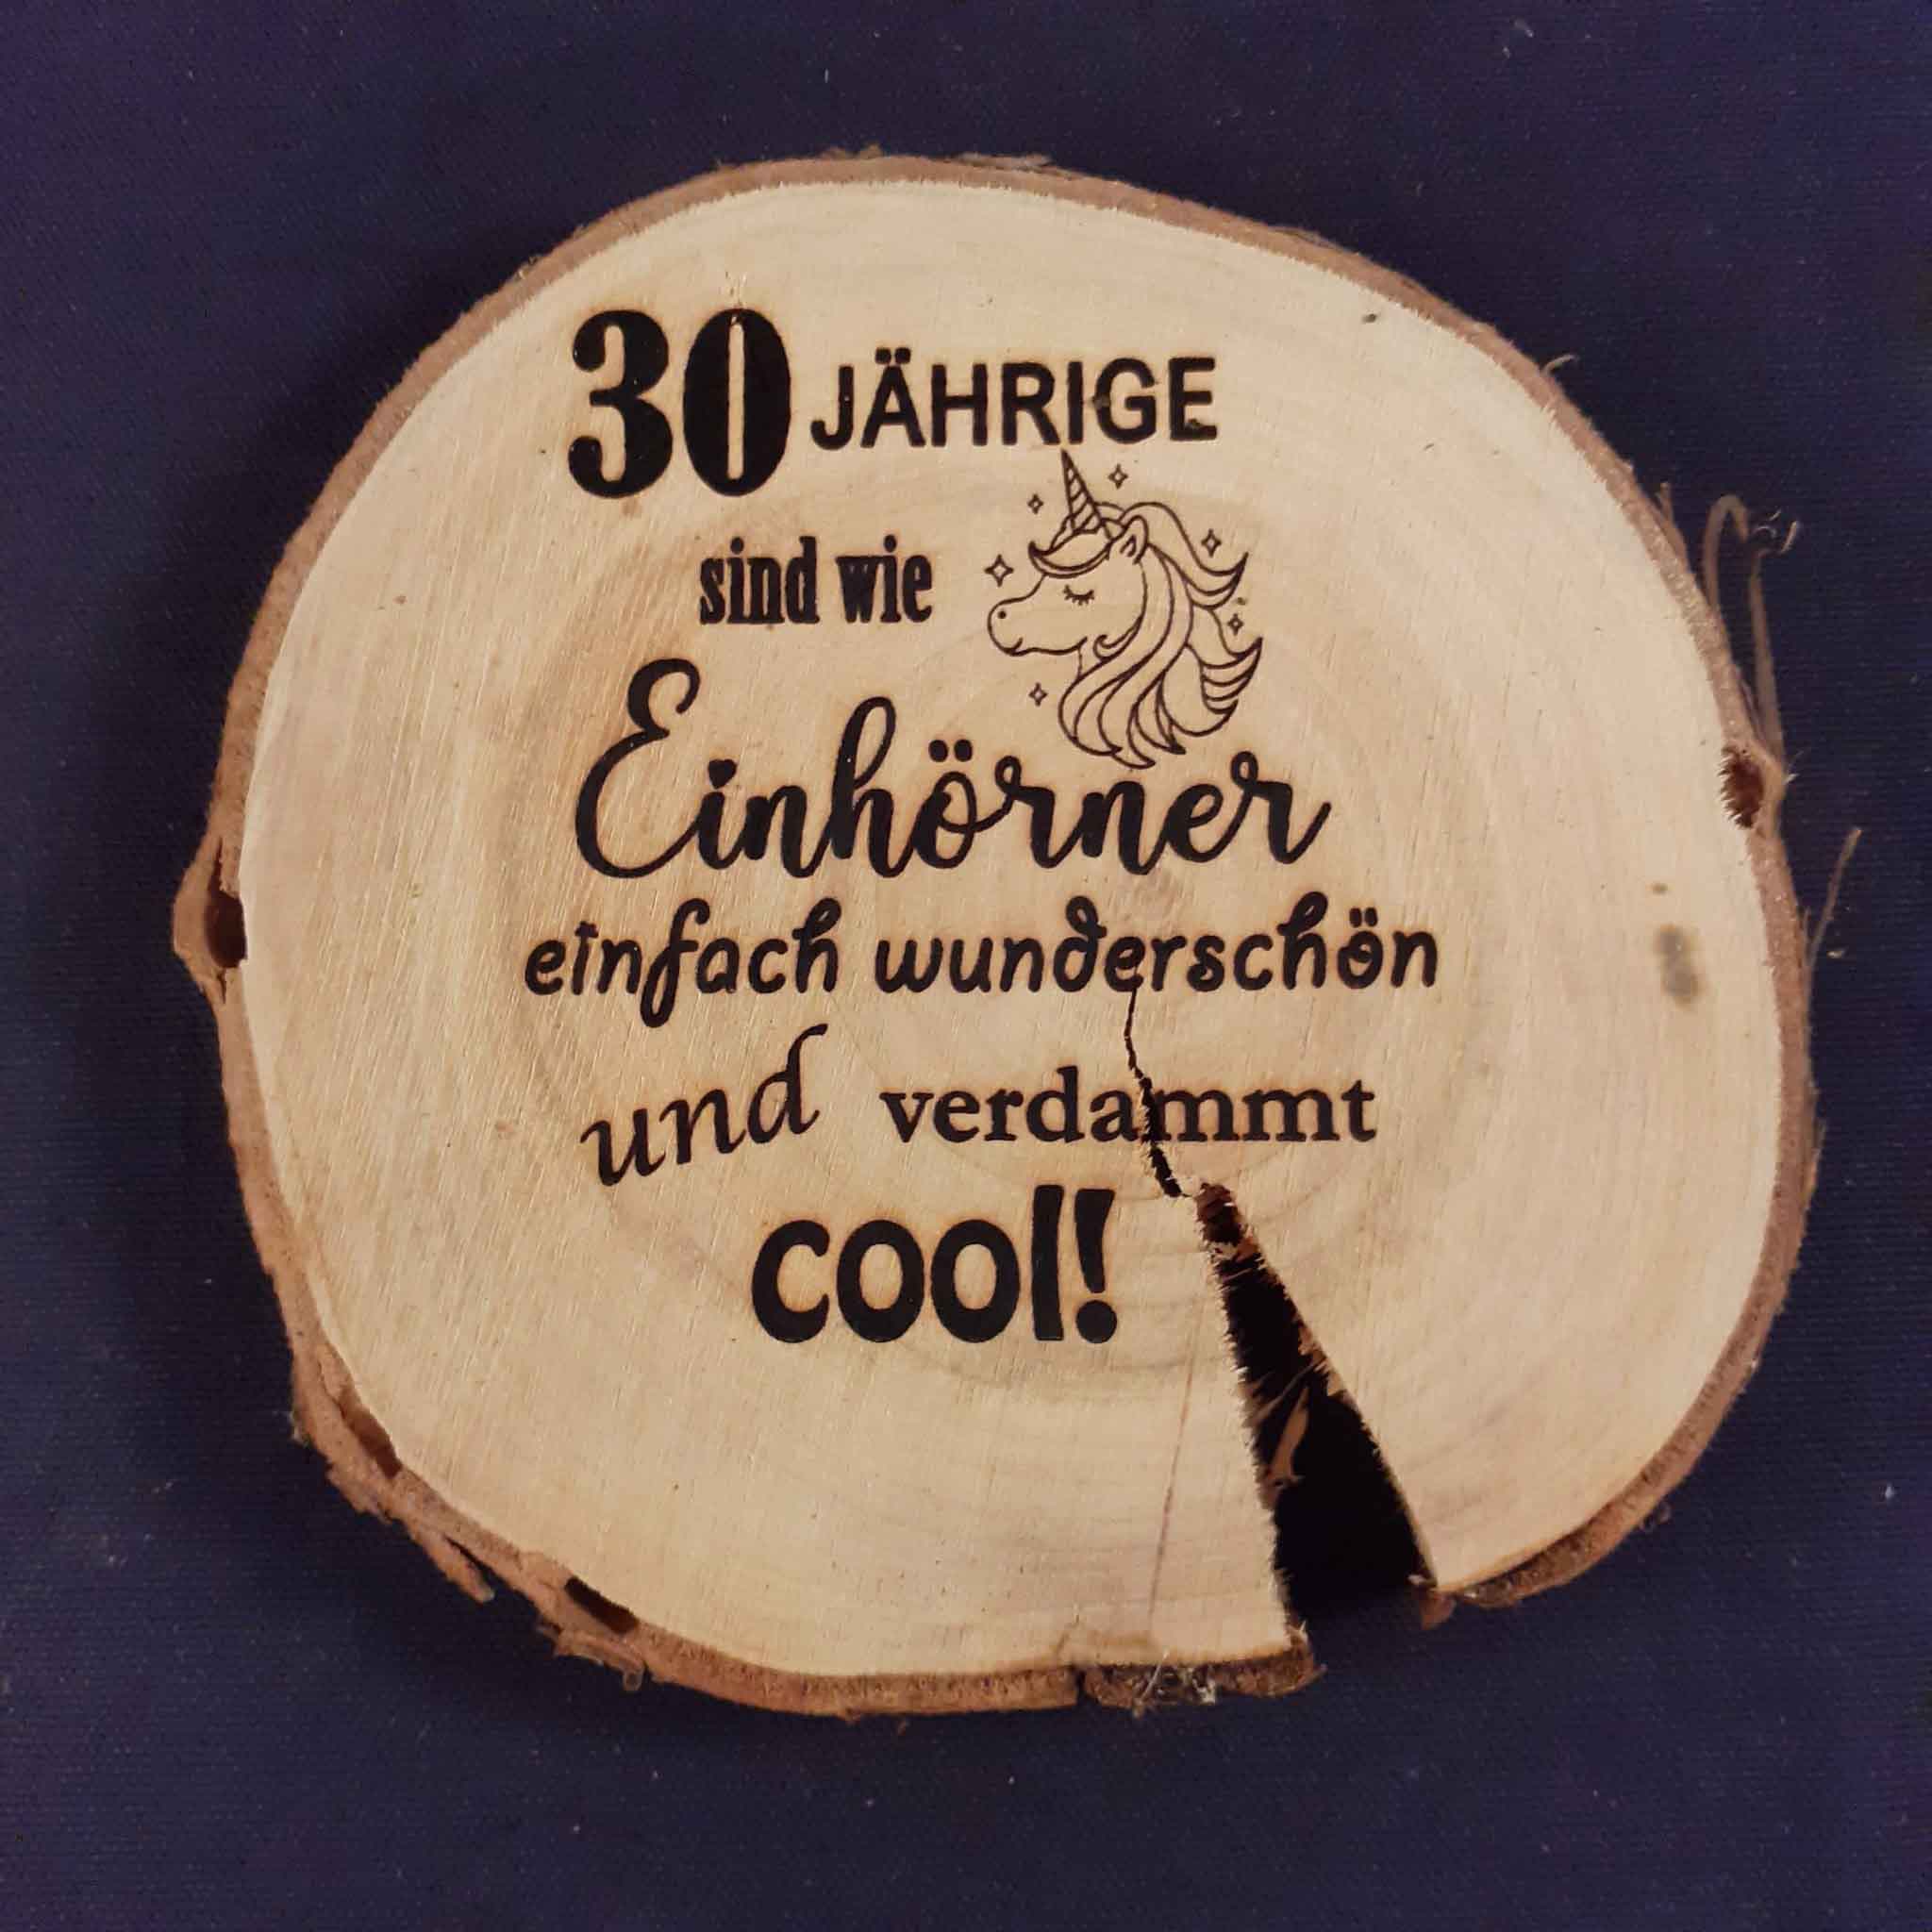 30 JÄHRIGE
sind wie
Einhörner
einfach wunderschön
und verdammt
cool!